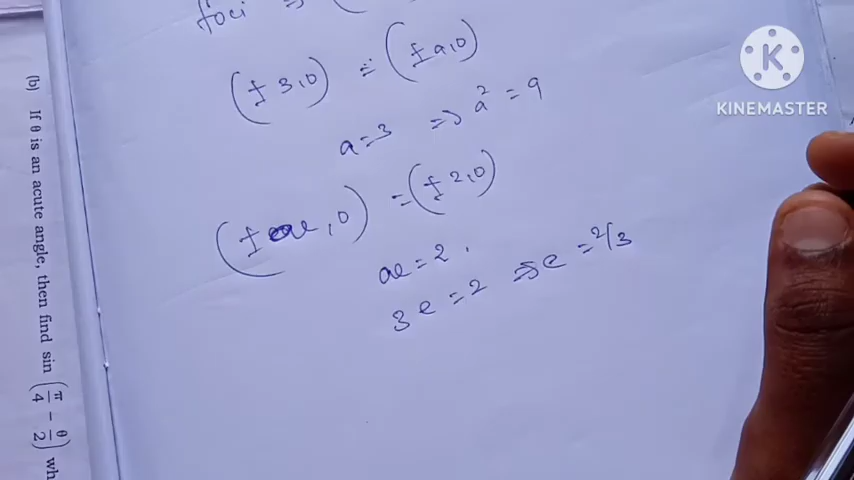 foci ⇒ (
(± 3,0) = (± a,0)
a=3 ⇒ a² = 9
(± ae, 0) = (± 2,0)
ae = 2,
3e = 2 ⇒ e = 2/3
(b) If θ is an acute angle, then find sin (π/4 − θ/2) wh
KINEMASTER